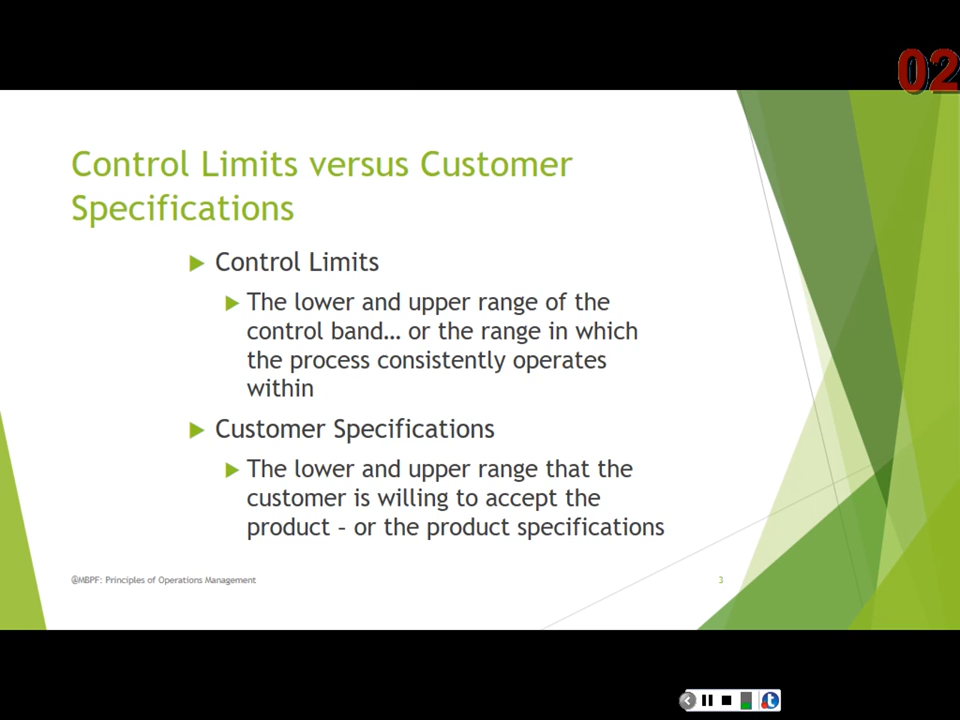 02
Control Limits versus Customer
Specifications
Control Limits
The lower and upper range of the
control band… or the range in which
the process consistently operates
within
Customer Specifications
The lower and upper range that the
customer is willing to accept the
product – or the product specifications
@MBPF: Principles of Operations Management
3
t